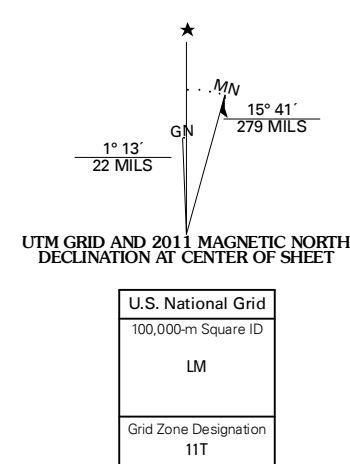 MN
GN
15° 41´
279 MILS
1° 13´
22 MILS
UTM GRID AND 2011 MAGNETIC NORTH
DECLINATION AT CENTER OF SHEET
U.S. National Grid
100,000-m Square ID
LM
Grid Zone Designation
11T